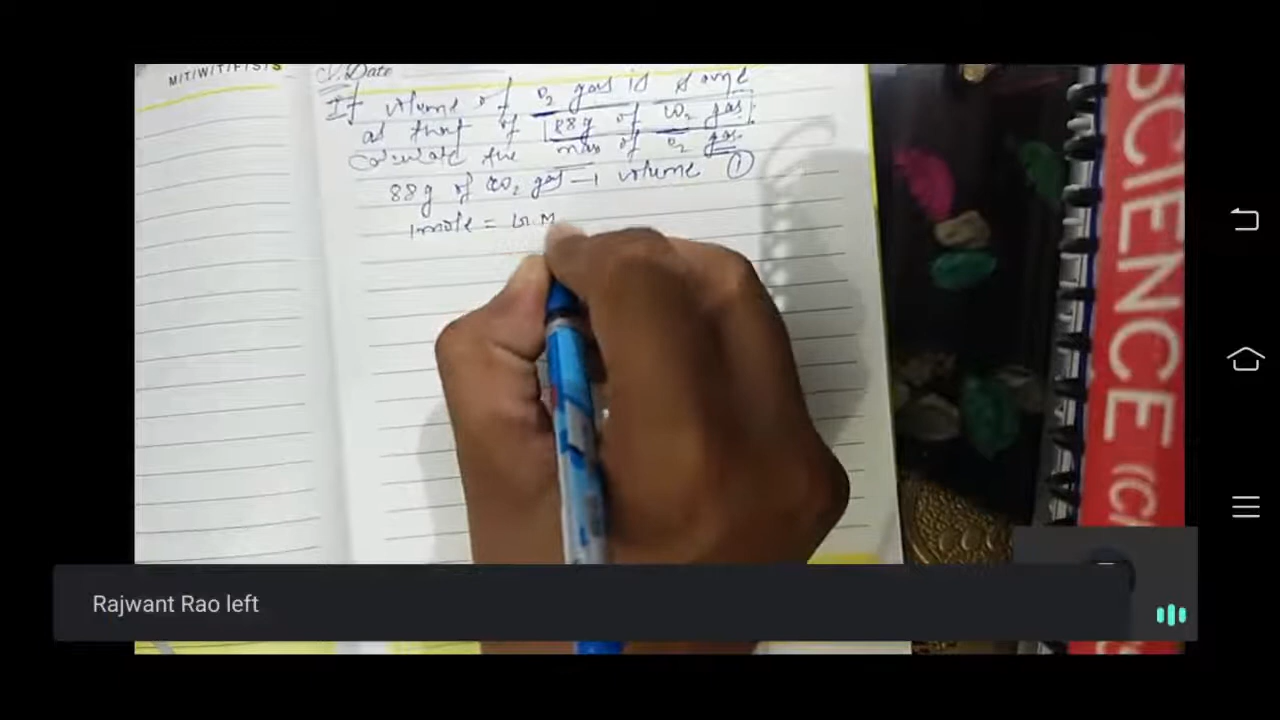 M/T/W/T/F/S/S
Date
If volume of O₂ gas is same
as that of 88g of CO₂ gas.
Calculate the mass of O₂ gas
88g of CO₂ gas – 1 volume ①
1mole = G.M
SCIENCE (C
Rajwant Rao left